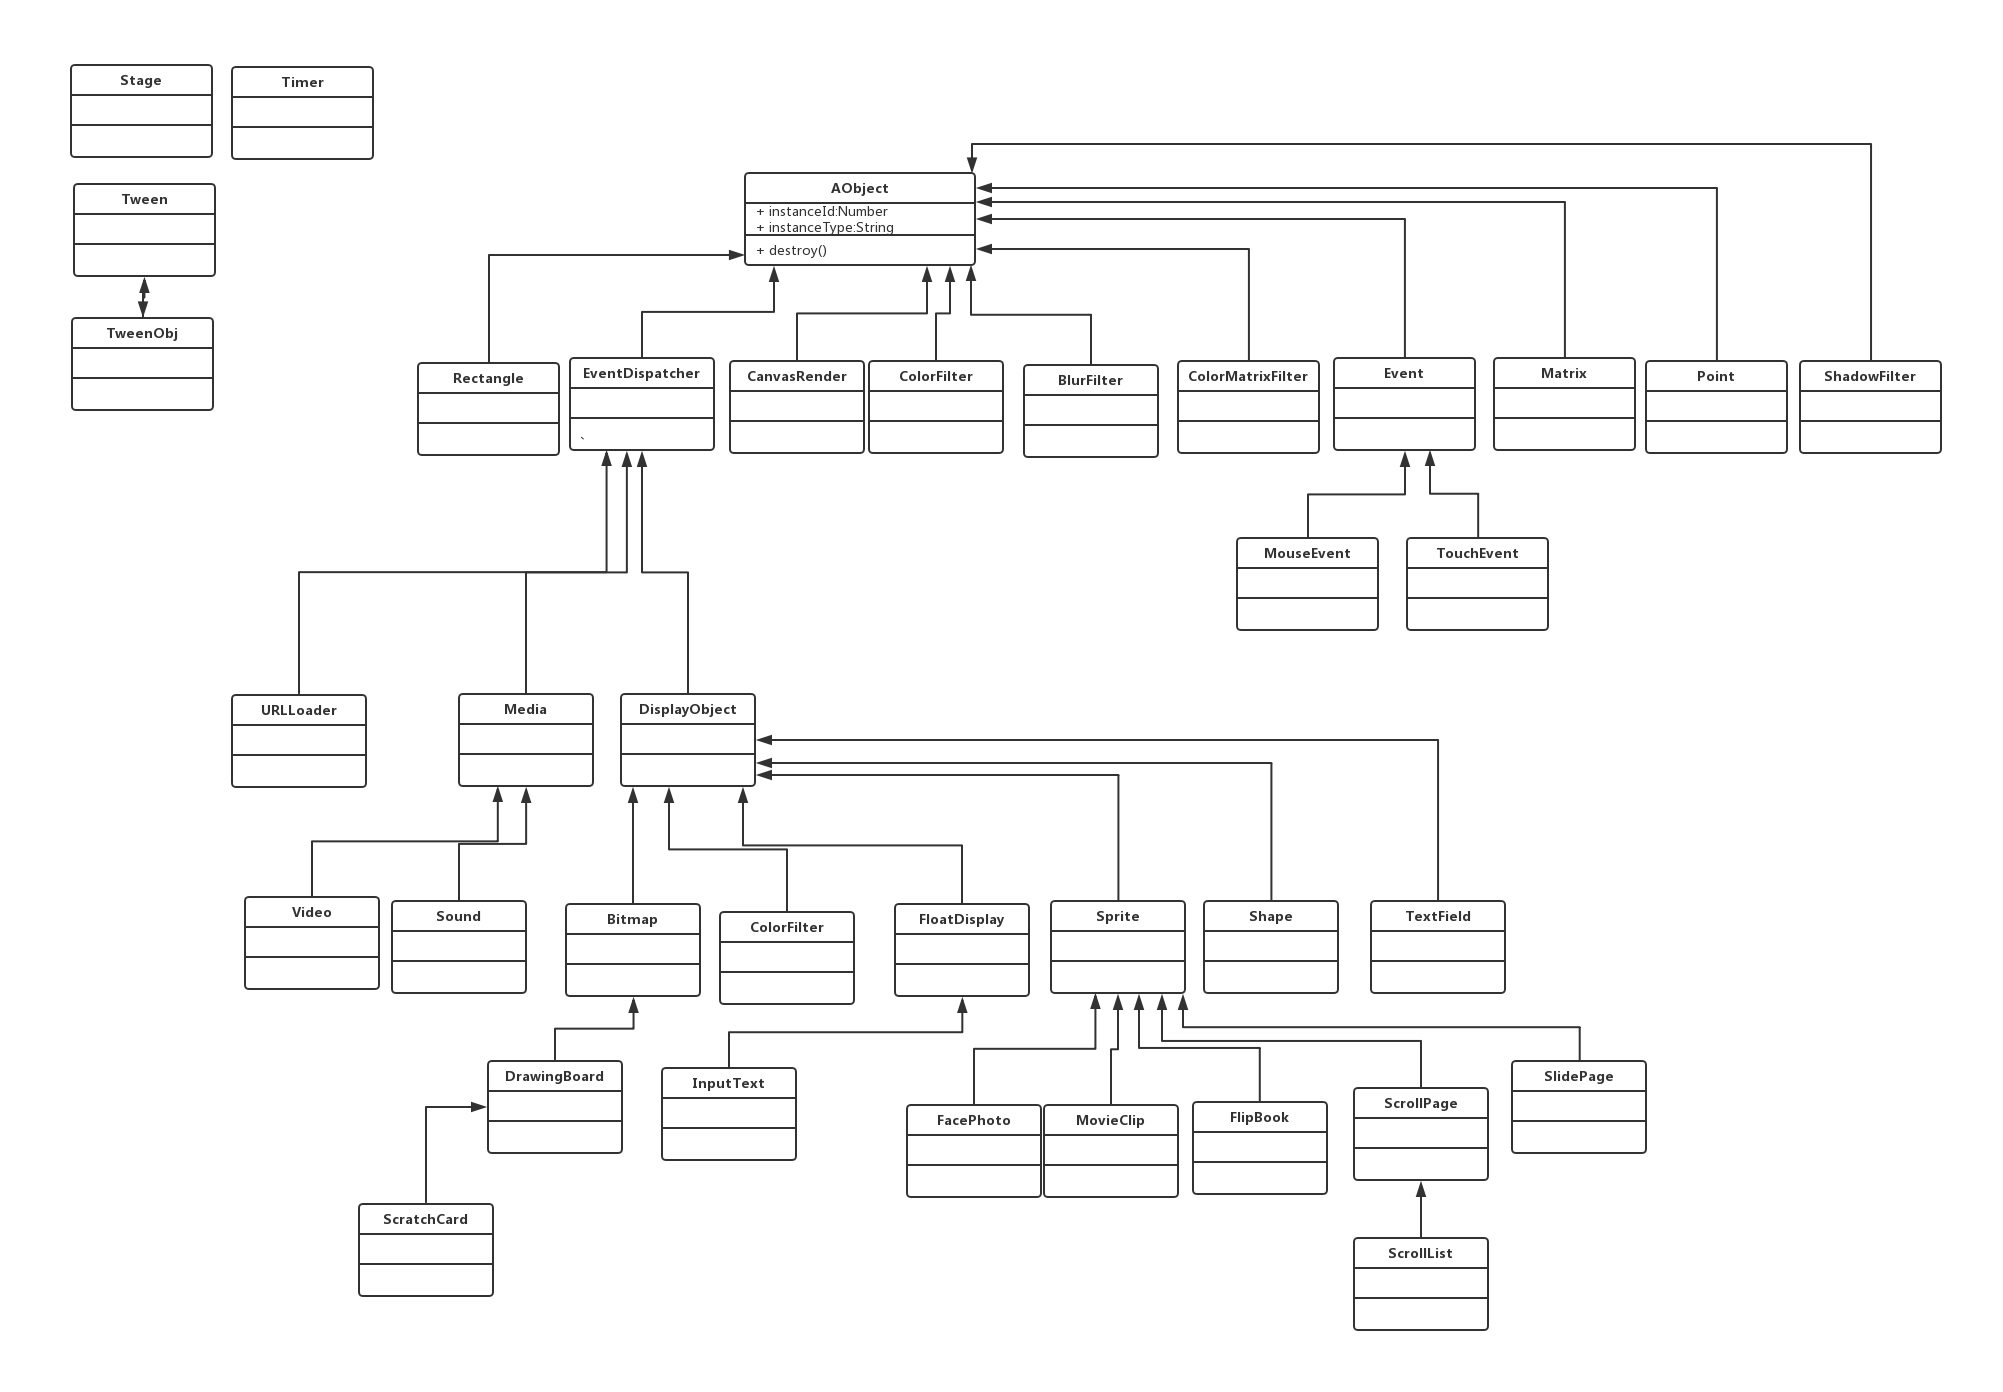 Stage
Timer
Tween
TweenObj
AObject
+ instanceId:Number
+ instanceType:String
+ destroy()
Rectangle
EventDispatcher
`
CanvasRender
ColorFilter
BlurFilter
ColorMatrixFilter
Event
Matrix
Point
ShadowFilter
MouseEvent
TouchEvent
URLLoader
Media
DisplayObject
Video
Sound
Bitmap
ColorFilter
FloatDisplay
Sprite
Shape
TextField
DrawingBoard
InputText
FacePhoto
MovieClip
FlipBook
ScrollPage
SlidePage
ScratchCard
ScrollList